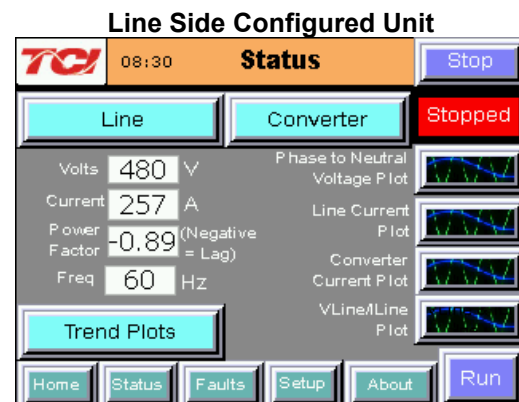 Line Side Configured Unit
TCI 08:30 Status Stop
Line Converter Stopped
Volts 480 V
Current 257 A
Power Factor -0.89 (Negative = Lag)
Freq 60 Hz
Phase to Neutral
Voltage Plot
Line Current
Plot
Converter
Current Plot
VLine/ILine
Plot
Trend Plots
Home Status Faults Setup About Run